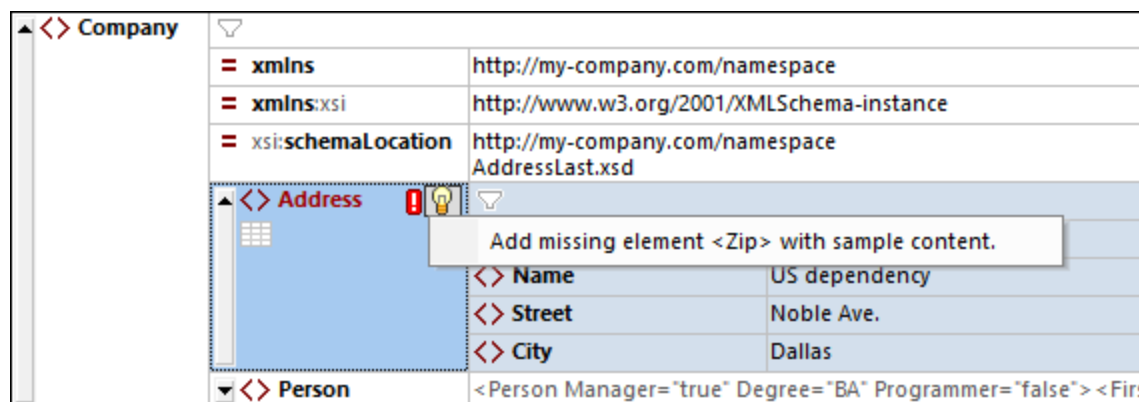 Company
xmlns http://my-company.com/namespace
xmlns:xsi http://www.w3.org/2001/XMLSchema-instance
xsi:schemaLocation http://my-company.com/namespace
AddressLast.xsd
Address
Add missing element <Zip> with sample content.
Name US dependency
Street Noble Ave.
City Dallas
Person <Person Manager="true" Degree="BA" Programmer="false"><Firs